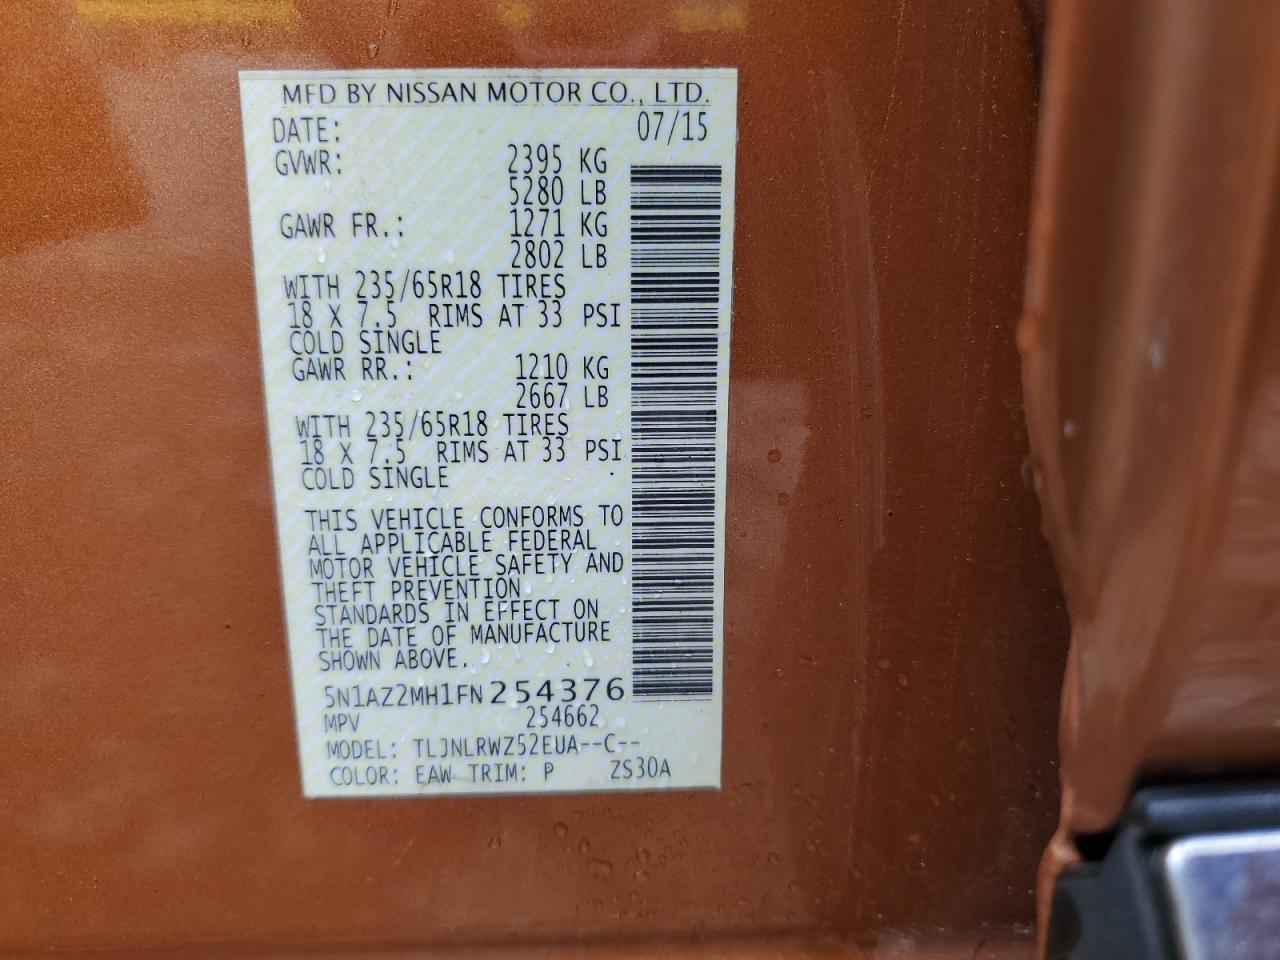 MFD BY NISSAN MOTOR CO., LTD.
DATE: 07/15
GVWR: 2395 KG
5280 LB
GAWR FR.: 1271 KG
2802 LB
WITH 235/65R18 TIRES
18 X 7.5 RIMS AT 33 PSI
COLD SINGLE
GAWR RR.: 1210 KG
2667 LB
WITH 235/65R18 TIRES
18 X 7.5 RIMS AT 33 PSI
COLD SINGLE
THIS VEHICLE CONFORMS TO
ALL APPLICABLE FEDERAL
MOTOR VEHICLE SAFETY AND
THEFT PREVENTION
STANDARDS IN EFFECT ON
THE DATE OF MANUFACTURE
SHOWN ABOVE.
5N1AZ2MH1FN254376
MPV 254662
MODEL: TLJNLRWZ52EUA--C--
COLOR: EAW TRIM: P ZS30A